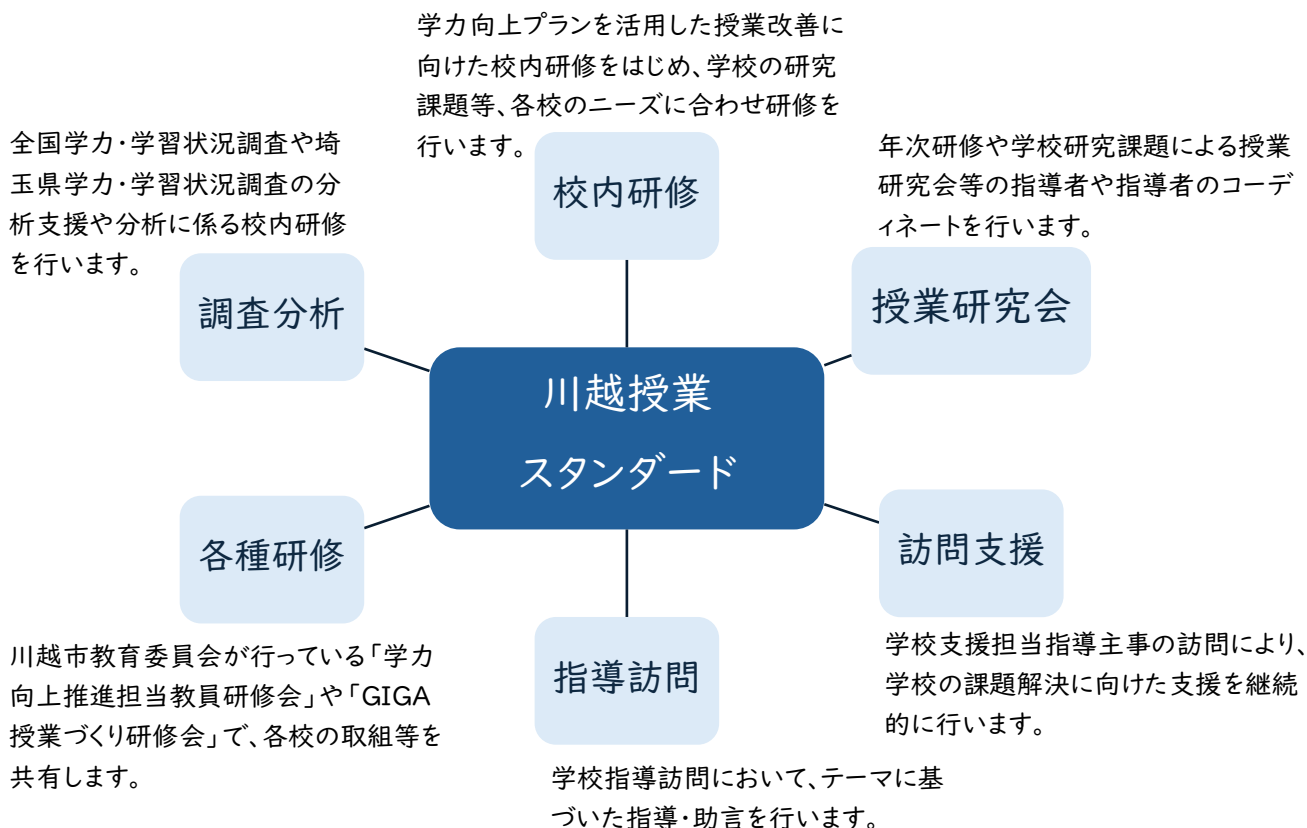 学力向上プランを活用した授業改善に
向けた校内研修をはじめ、学校の研究
課題等、各校のニーズに合わせ研修を
行います。
校内研修
全国学力・学習状況調査や埼
玉県学力・学習状況調査の分
析支援や分析に係る校内研修
を行います。
調査分析
年次研修や学校研究課題による授業
研究会等の指導者や指導者のコーデ
ィネートを行います。
授業研究会
川越授業
スタンダード
各種研修
川越市教育委員会が行っている「学力
向上推進担当教員研修会」や「GIGA
授業づくり研修会」で、各校の取組等を
共有します。
指導訪問
学校指導訪問において、テーマに基
づいた指導・助言を行います。
訪問支援
学校支援担当指導主事の訪問により、
学校の課題解決に向けた支援を継続
的に行います。